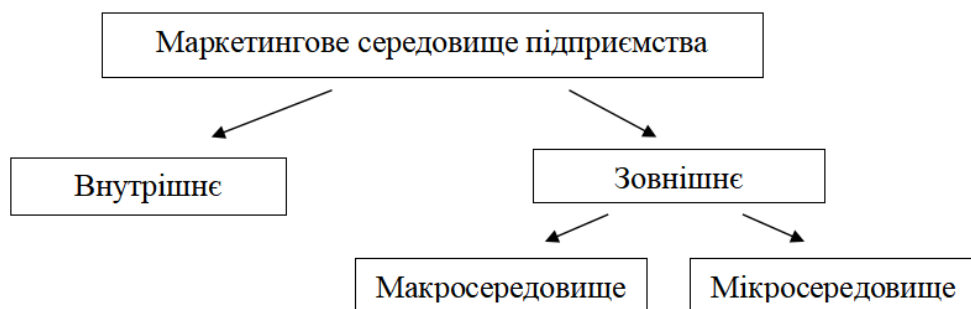 Маркетингове середовище підприємства
Внутрішнє
Зовнішнє
Макросередовище
Мікросередовище